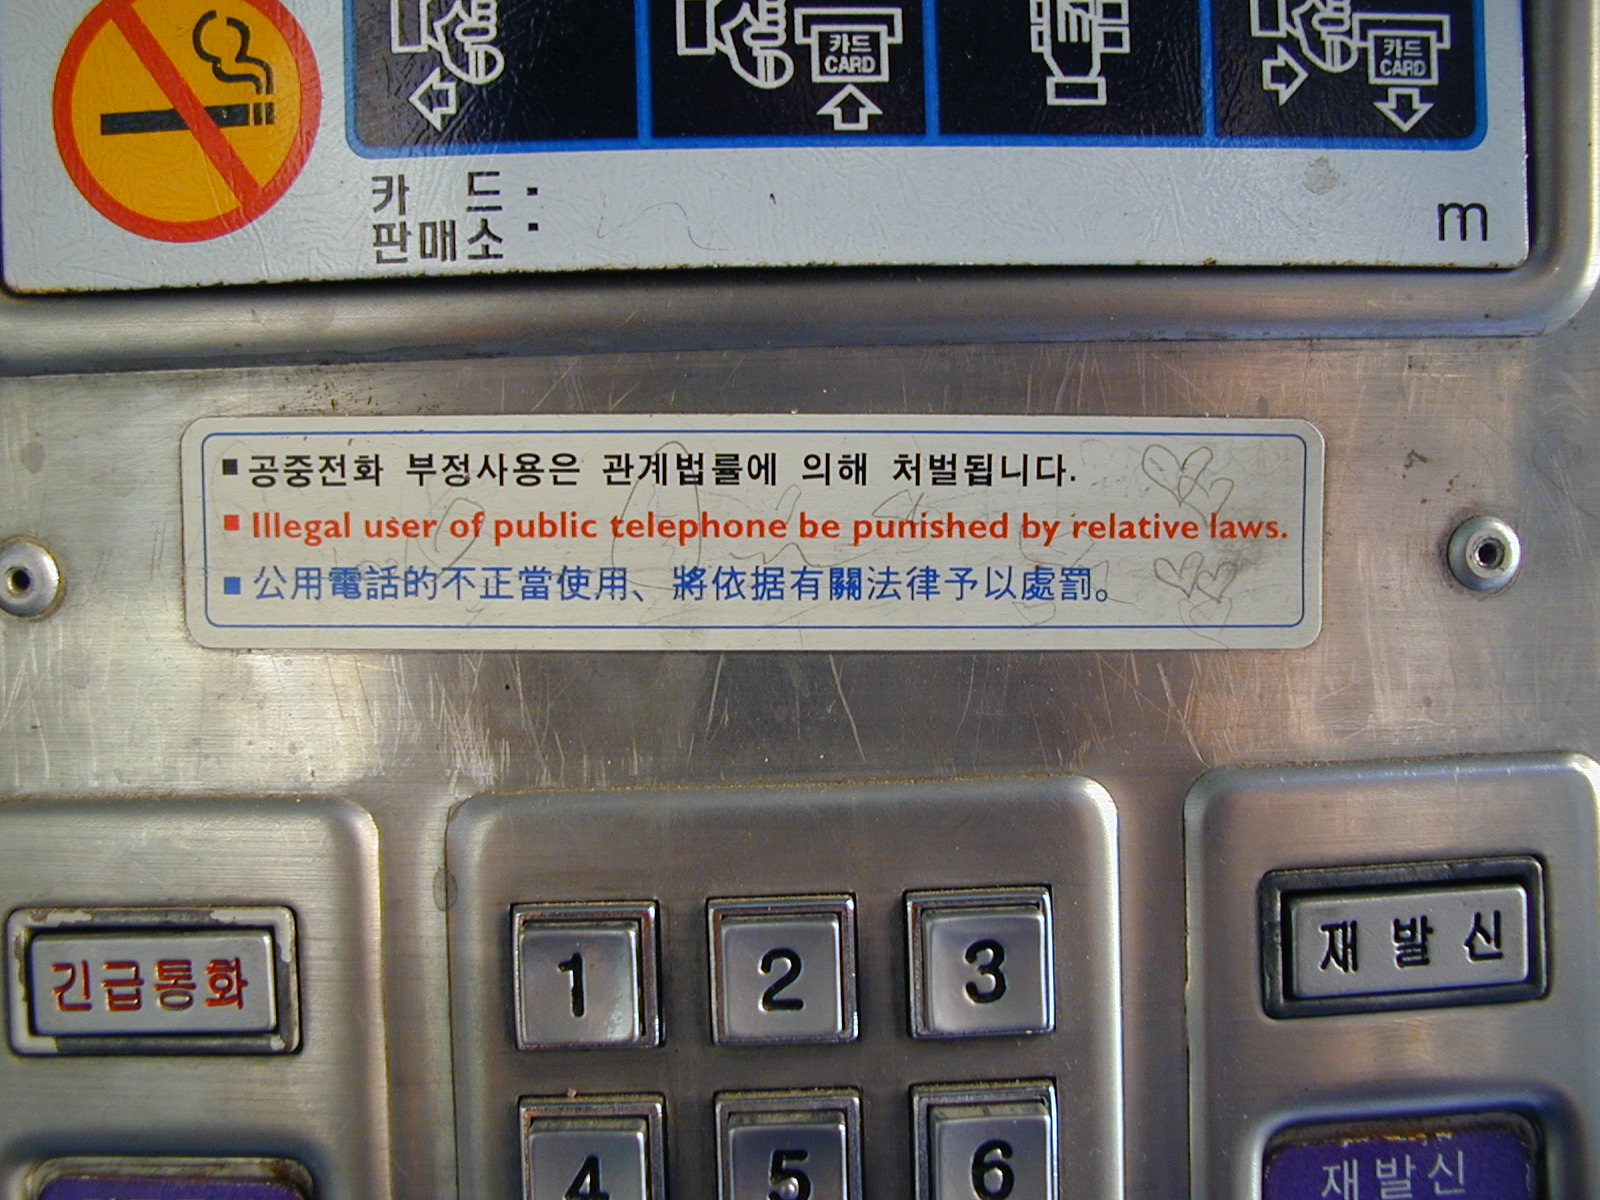 카드
CARD
카드
CARD
카 드 :
판매소 :
m
■ 공중전화 부정사용은 관계법률에 의해 처벌됩니다.
■ Illegal user of public telephone be punished by relative laws.
■ 公用電話的不正當使用、將依据有關法律予以處罰。
긴급통화
1 2 3
재발신
4 5 6
재발신